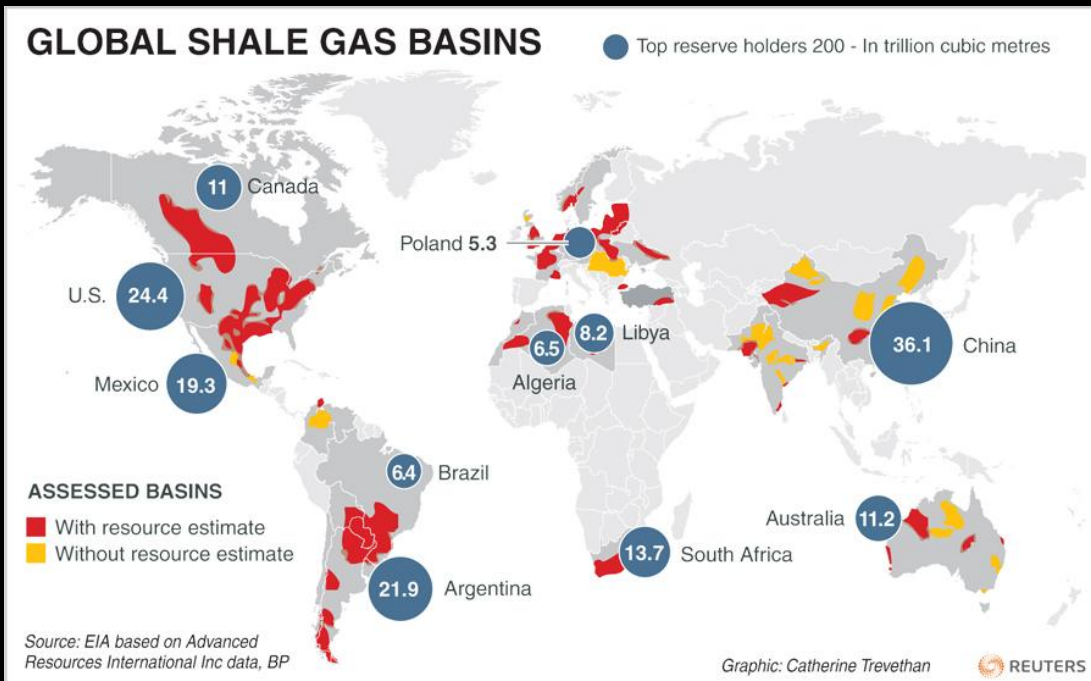 GLOBAL SHALE GAS BASINS
Top reserve holders 200 - In trillion cubic metres
11 Canada
Poland 5.3
U.S. 24.4
8.2 Libya
6.5
Algeria
36.1 China
Mexico 19.3
6.4 Brazil
ASSESSED BASINS
With resource estimate
Without resource estimate
Australia 11.2
13.7 South Africa
21.9 Argentina
Source: EIA based on Advanced
Resources International Inc data, BP
Graphic: Catherine Trevethan
REUTERS